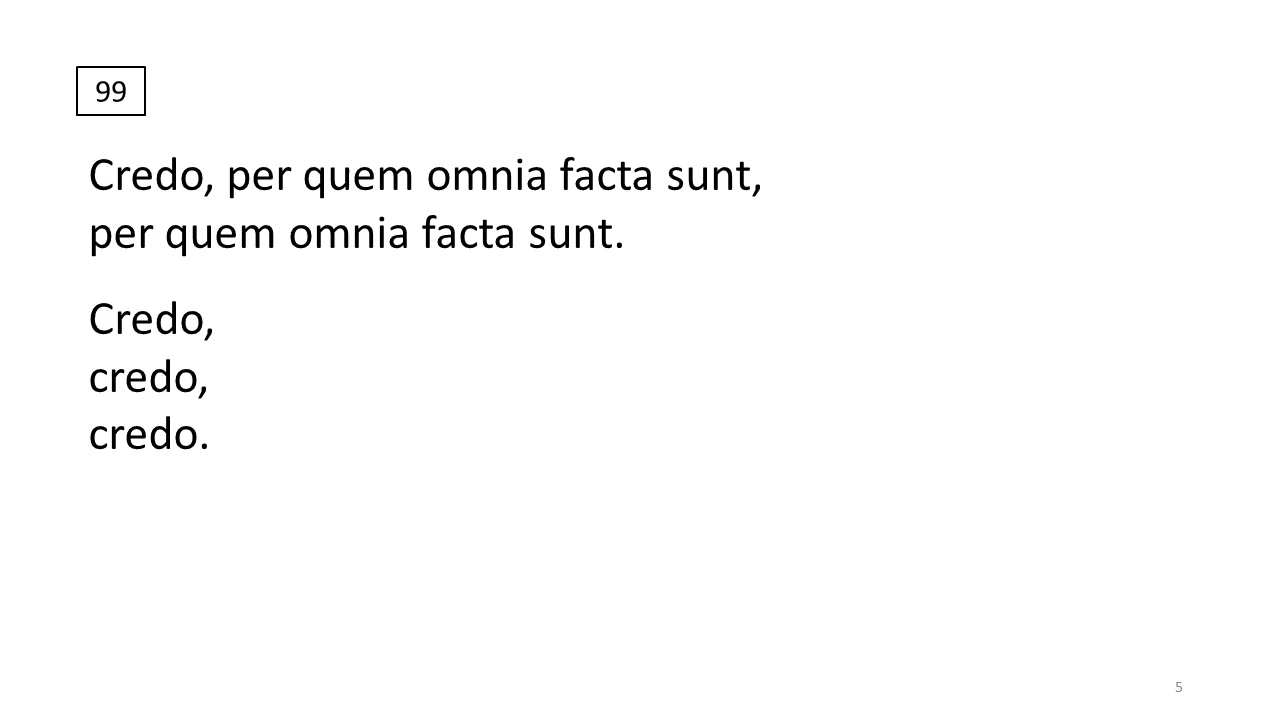 99
Credo, per quem omnia facta sunt,
per quem omnia facta sunt.
Credo,
credo,
credo.
5